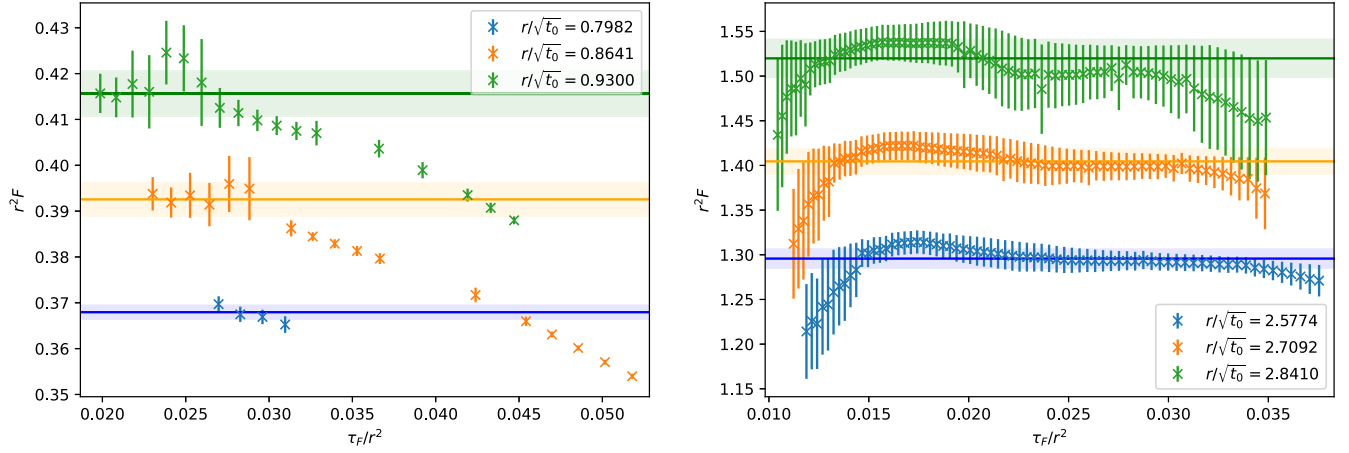 0.43
0.42
0.41
0.40
0.39
0.38
0.37
0.36
0.35
r²F
0.020 0.025 0.030 0.035 0.040 0.045 0.050
τ_F/r²
r/√t₀ = 0.7982
r/√t₀ = 0.8641
r/√t₀ = 0.9300
1.55
1.50
1.45
1.40
1.35
1.30
1.25
1.20
1.15
r²F
0.010 0.015 0.020 0.025 0.030 0.035
τ_F/r²
r/√t₀ = 2.5774
r/√t₀ = 2.7092
r/√t₀ = 2.8410